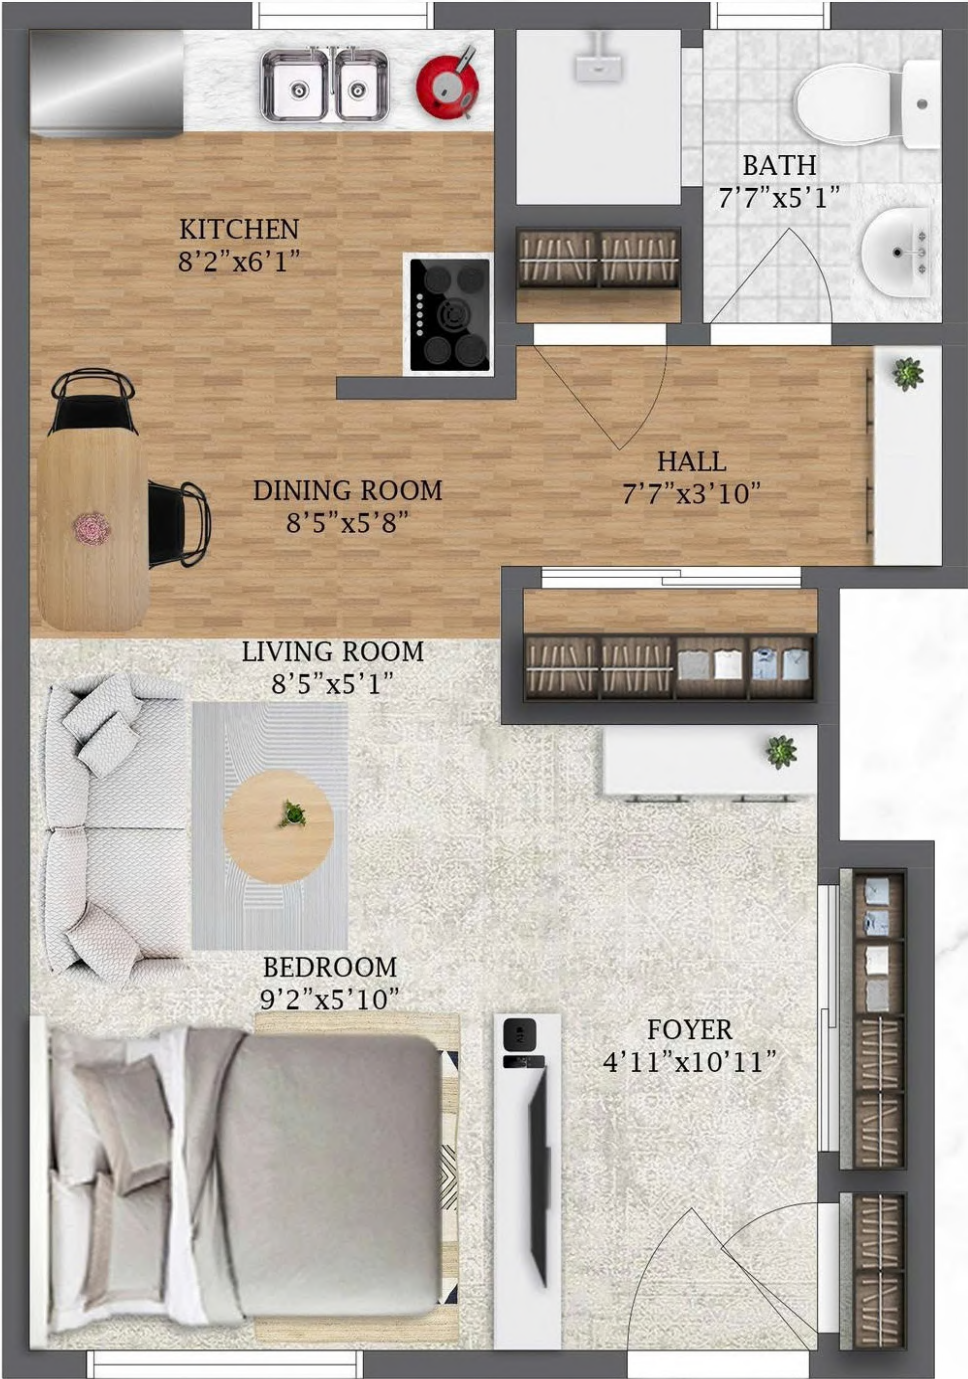 BATH
7'7"x5'1"
KITCHEN
8'2"x6'1"
HALL
7'7"x3'10"
DINING ROOM
8'5"x5'8"
LIVING ROOM
8'5"x5'1"
BEDROOM
9'2"x5'10"
FOYER
4'11"x10'11"